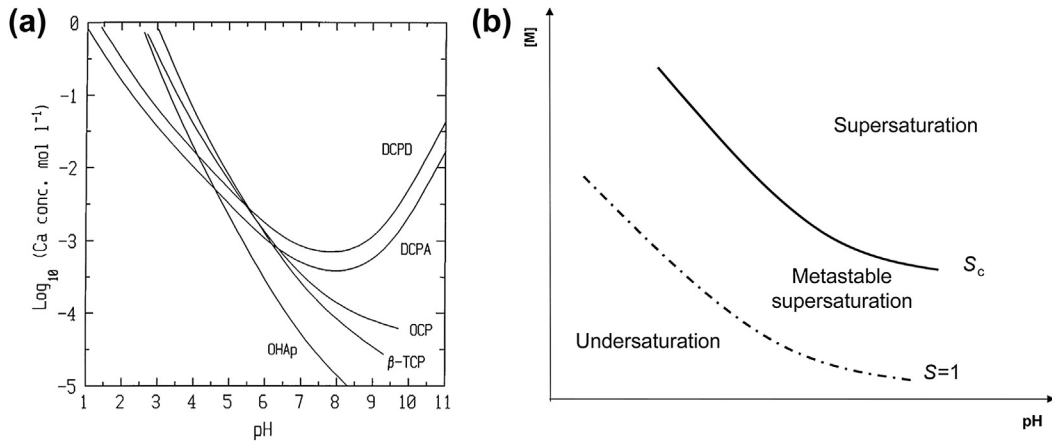 (a)
0
-1
-2
-3
-4
-5
Log₁₀ (Ca conc. mol l⁻¹)
DCPD
DCPA
OCP
β-TCP
OHAp
1 2 3 4 5 6 7 8 9 10 11
pH
(b)
[M]
Supersaturation
Sc
Metastable
supersaturation
Undersaturation
S=1
pH